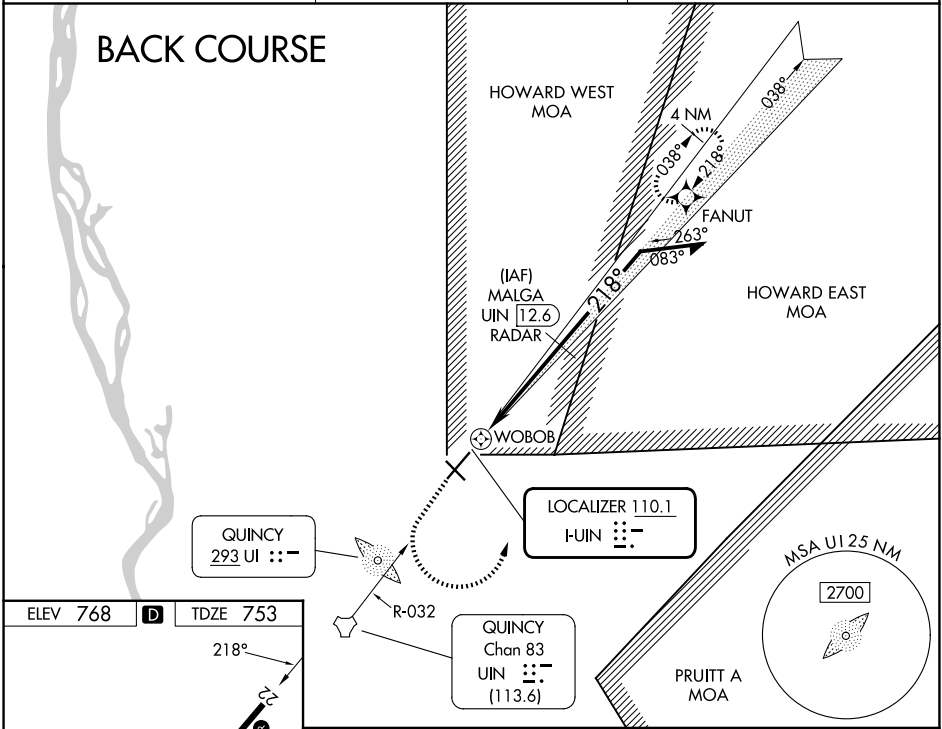 BACK COURSE
HOWARD WEST
MOA
4 NM
038°
038°
218°
FANUT
263°
083°
218°
(IAF)
MALGA
UIN 12.6
RADAR
HOWARD EAST
MOA
WOBOB
LOCALIZER 110.1
I-UIN
QUINCY
293 UI
R-032
QUINCY
Chan 83
UIN
(113.6)
MSA UI 25 NM
2700
PRUITT A
MOA
ELEV 768
D
TDZE 753
218°
22